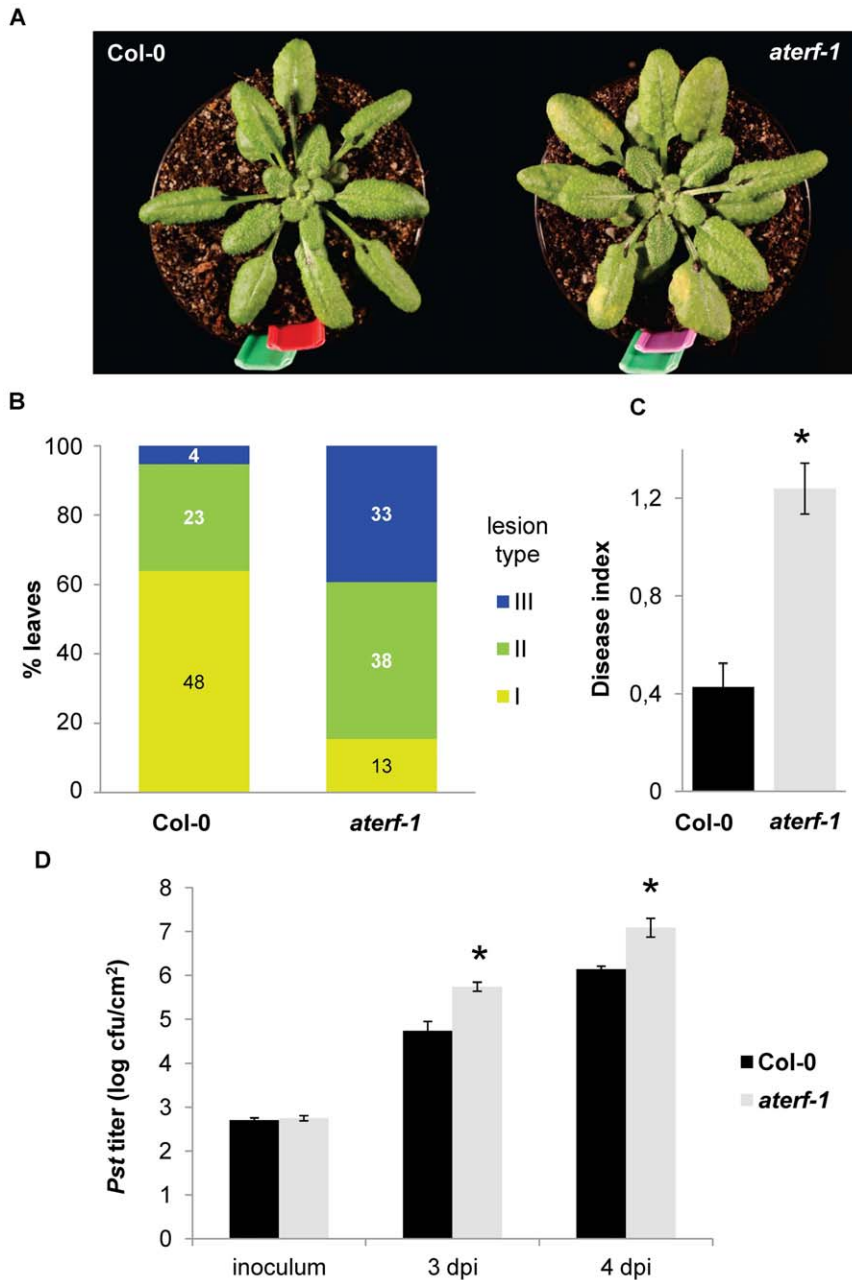 A
Col-0
aterf-1
B
100
80
60
40
20
0
% leaves
4
23
48
33
38
13
Col-0
aterf-1
lesion
type
III
II
I
C
*
1,2
0,8
0,4
0
Disease index
Col-0
aterf-1
D
8
7
6
5
4
3
2
1
0
Pst titer (log cfu/cm²)
*
*
inoculum
3 dpi
4 dpi
Col-0
aterf-1